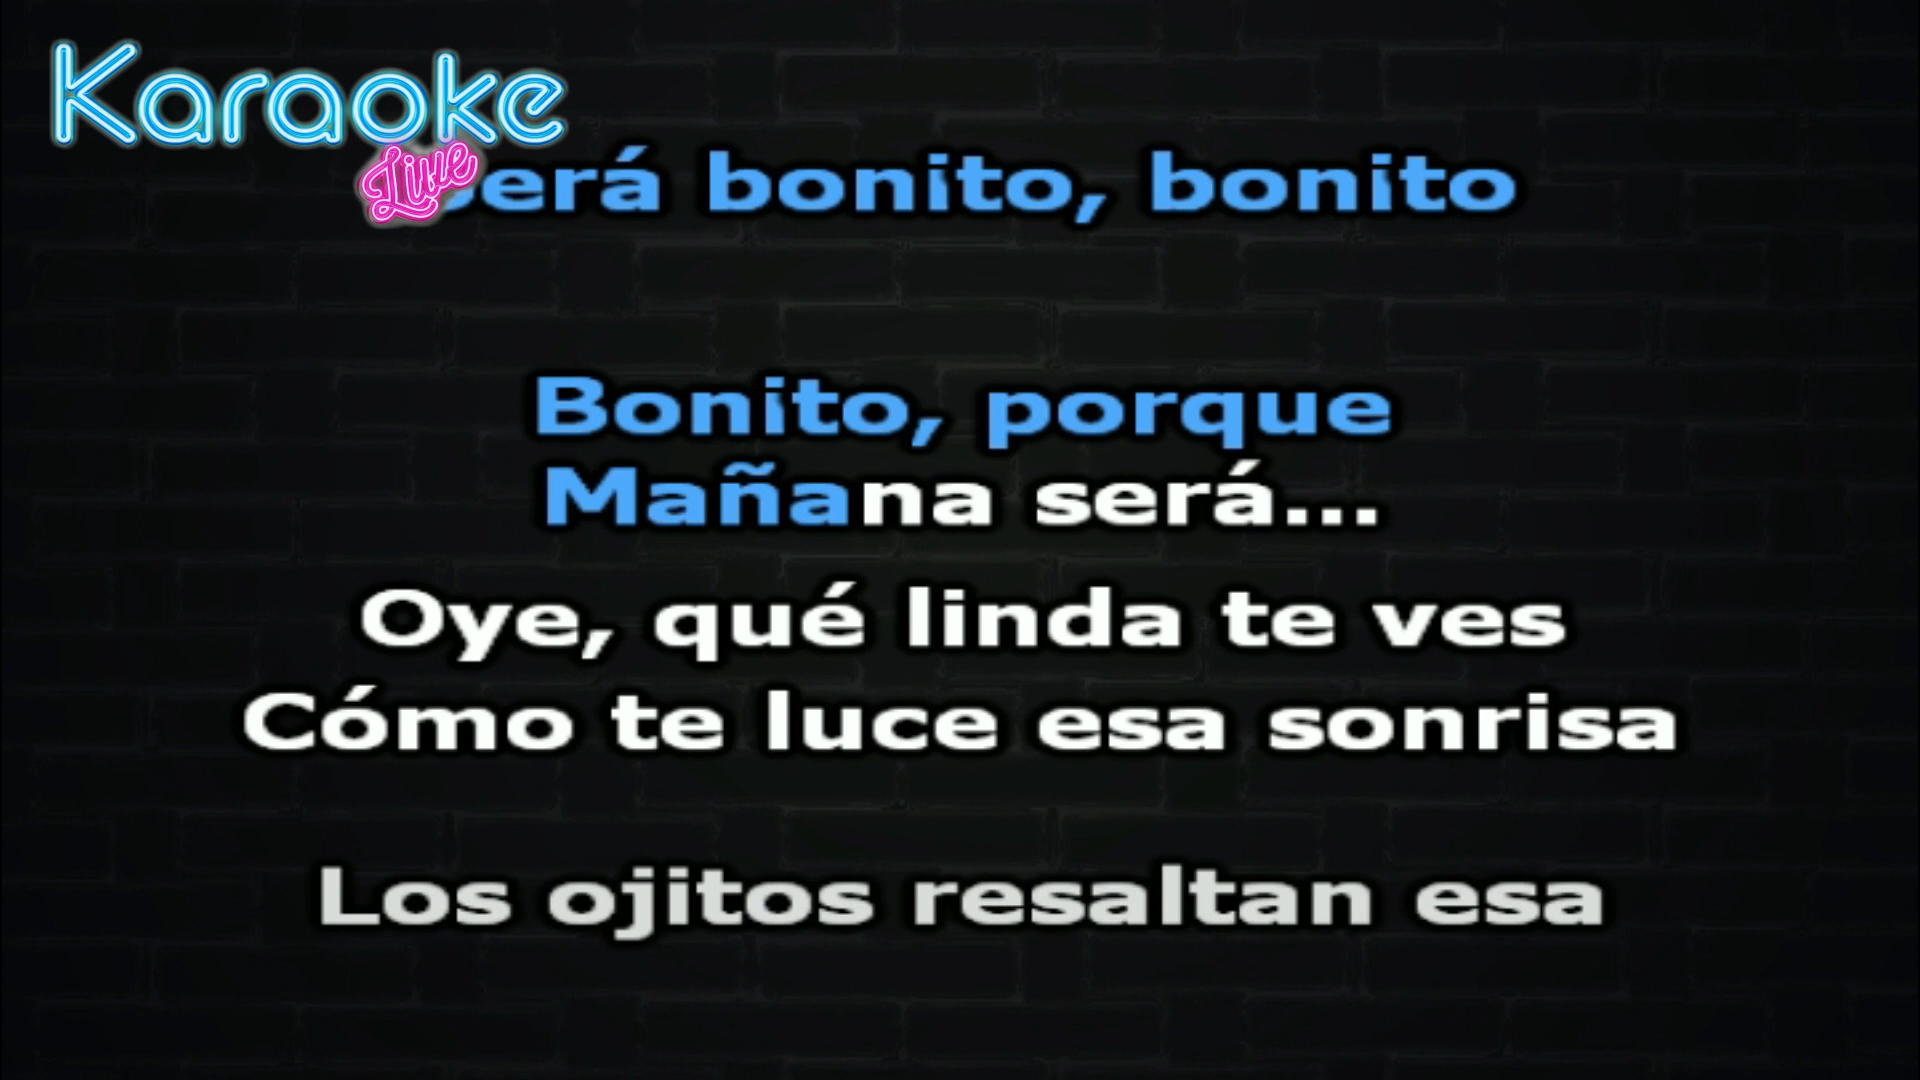 Karaoke
Live
Será bonito, bonito
Bonito, porque
Mañana será...
Oye, qué linda te ves
Cómo te luce esa sonrisa
Los ojitos resaltan esa